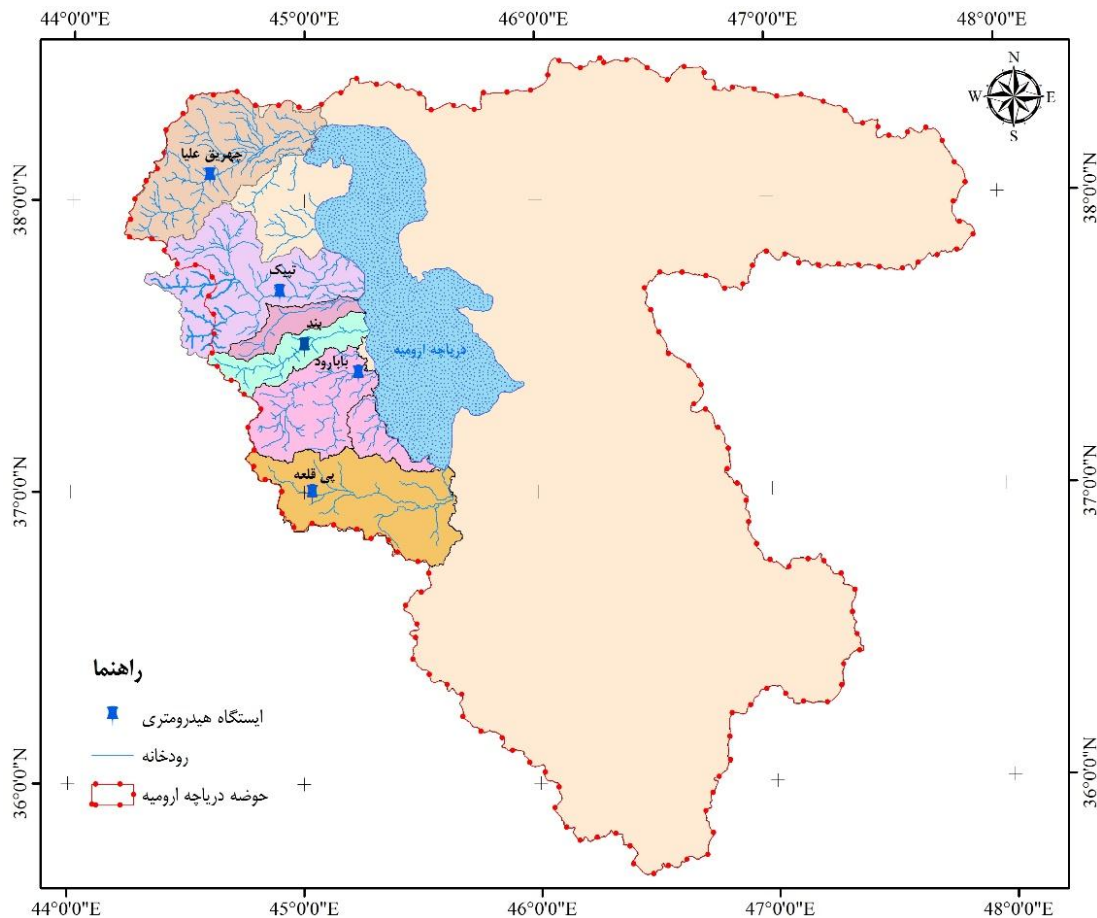 44°0'0"E 45°0'0"E 46°0'0"E 47°0'0"E 48°0'0"E
N
W E
S
چهریق علیا
38°0'0"N 38°0'0"N
تپیک
بند
دریاچه ارومیه
بابارود
پی قلعه
37°0'0"N 37°0'0"N
راهنما
ایستگاه هیدرومتری
رودخانه
حوضه دریاچه ارومیه
36°0'0"N 36°0'0"N
44°0'0"E 45°0'0"E 46°0'0"E 47°0'0"E 48°0'0"E